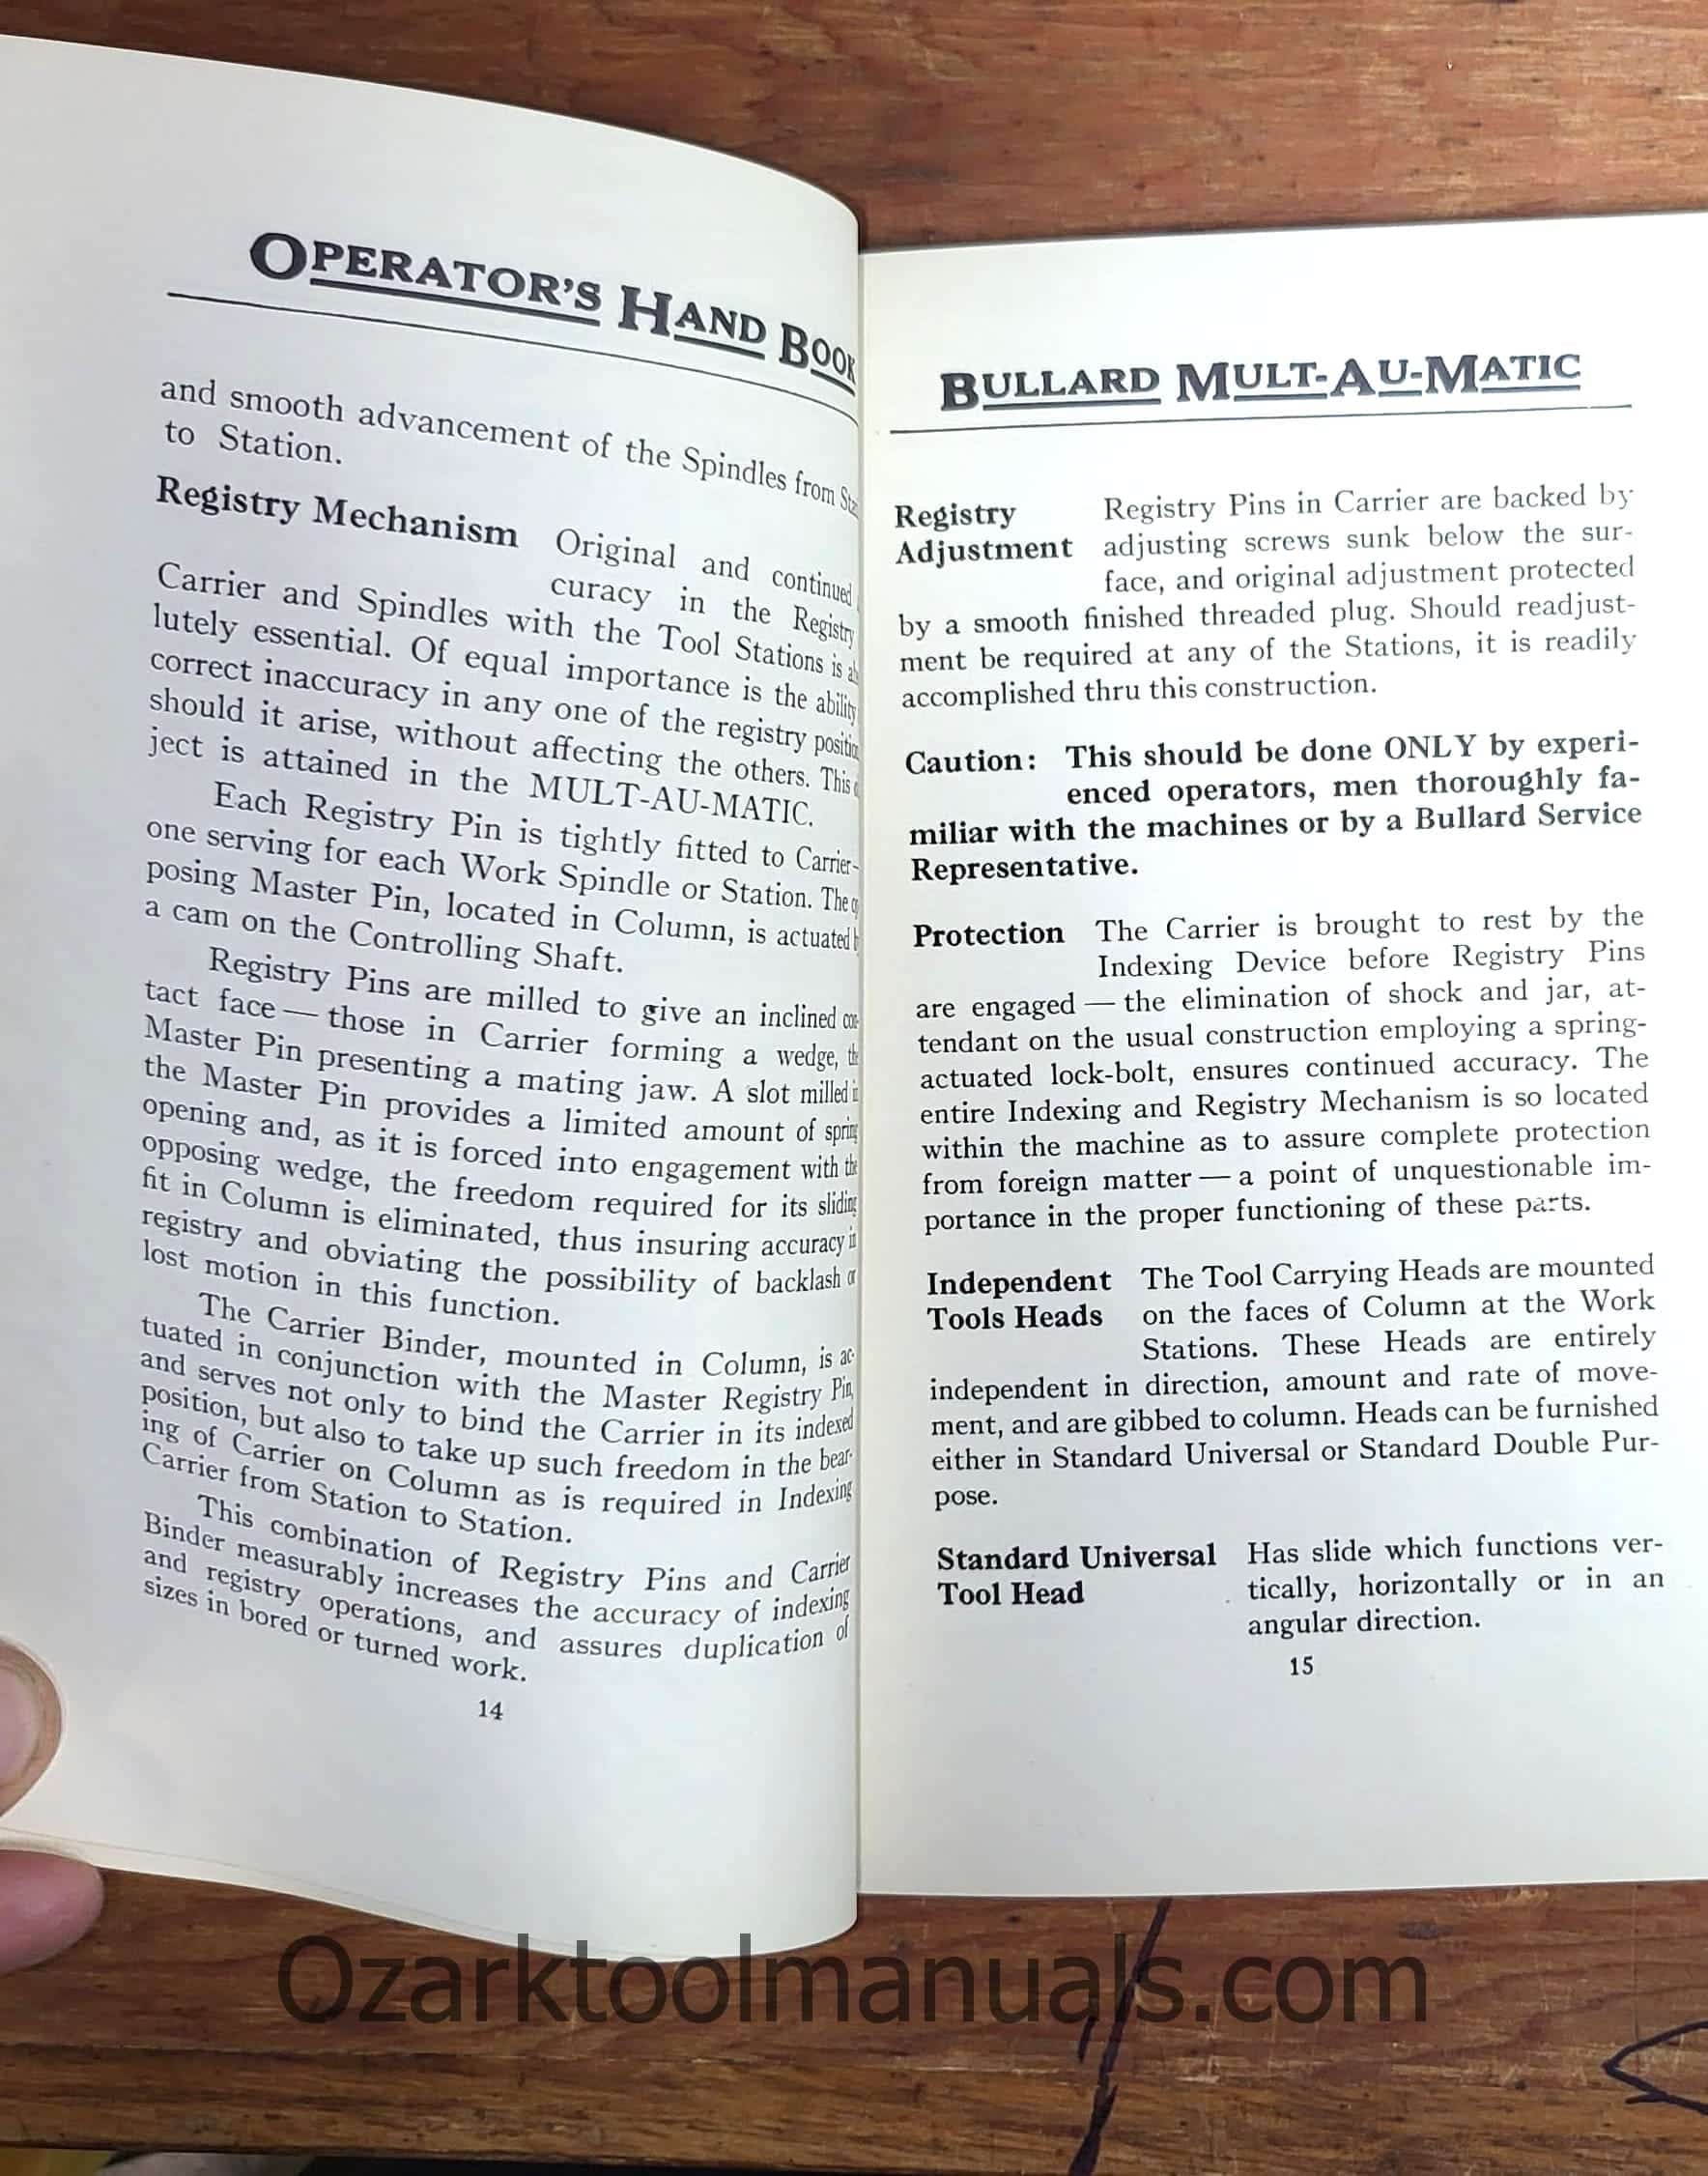 OPERATOR'S HAND BOOK
and smooth advancement of the Spindles from
to Station.
Registry Mechanism Original and continued
curacy in the Registry
Carrier and Spindles with the Tool Stations is
lutely essential. Of equal importance is the ability
correct inaccuracy in any one of the registry
should it arise, without affecting the others. This
ject is attained in the MULT-AU-MATIC.
Each Registry Pin is tightly fitted to Carrier-
one serving for each Work Spindle or Station. The
posing Master Pin, located in Column, is actuated
a cam on the Controlling Shaft.
Registry Pins are milled to give an inclined con-
tact face — those in Carrier forming a wedge, the
Master Pin presenting a mating jaw. A slot milled in
the Master Pin provides a limited amount of spring
opening and, as it is forced into engagement with the
opposing wedge, the freedom required for its sliding
fit in Column is eliminated, thus insuring accuracy in
registry and obviating the possibility of backlash or
lost motion in this function.
The Carrier Binder, mounted in Column, is ac-
tuated in conjunction with the Master Registry Pin,
and serves not only to bind the Carrier in its indexed
position, but also to take up such freedom in the bear-
ing of Carrier on Column as is required in Indexing
Carrier from Station to Station.
This combination of Registry Pins and Carrier
Binder measurably increases the accuracy of indexing
and registry operations, and assures duplication of
sizes in bored or turned work.
14
BULLARD MULT-AU-MATIC
Registry Registry Pins in Carrier are backed by
Adjustment adjusting screws sunk below the sur-
face, and original adjustment protected
by a smooth finished threaded plug. Should readjust-
ment be required at any of the Stations, it is readily
accomplished thru this construction.
Caution: This should be done ONLY by experi-
enced operators, men thoroughly fa-
miliar with the machines or by a Bullard Service
Representative.
Protection The Carrier is brought to rest by the
Indexing Device before Registry Pins
are engaged — the elimination of shock and jar, at-
tendant on the usual construction employing a spring-
actuated lock-bolt, ensures continued accuracy. The
entire Indexing and Registry Mechanism is so located
within the machine as to assure complete protection
from foreign matter — a point of unquestionable im-
portance in the proper functioning of these parts.
Independent The Tool Carrying Heads are mounted
Tools Heads on the faces of Column at the Work
Stations. These Heads are entirely
independent in direction, amount and rate of move-
ment, and are gibbed to column. Heads can be furnished
either in Standard Universal or Standard Double Pur-
pose.
Standard Universal Has slide which functions ver-
Tool Head tically, horizontally or in an
angular direction.
15
Ozarktoolmanuals.com